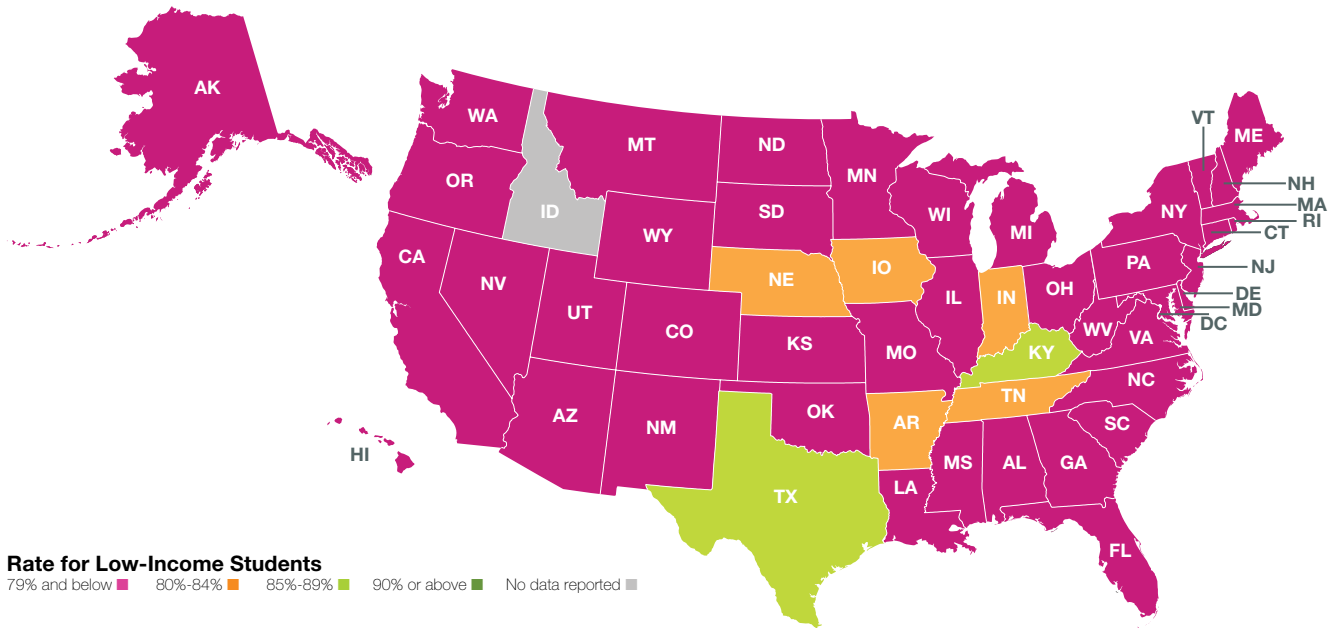 AK
WA
MT
ND
MN
VT
ME
OR
ID
SD
WI
MI
NY
NH
MA
RI
CT
WY
CA
NV
NE
IO
PA
NJ
UT
CO
IL
IN
OH
DE
MD
DC
WV
VA
KS
MO
KY
NC
AZ
NM
OK
AR
TN
SC
HI
MS
AL
GA
TX
LA
FL
Rate for Low-Income Students
79% and below 80%-84% 85%-89% 90% or above No data reported